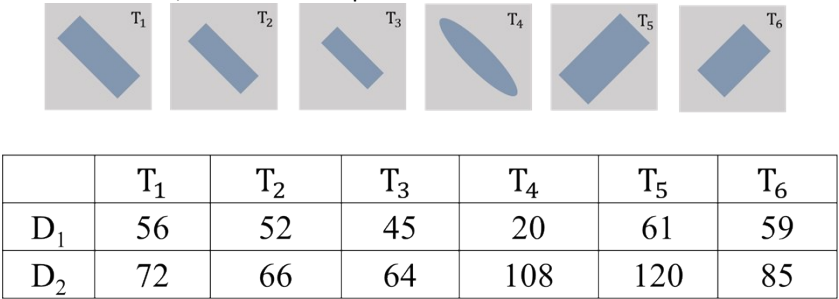 T₁ T₂ T₃ T₄ T₅ T₆
T₁ T₂ T₃ T₄ T₅ T₆
D₁ 56 52 45 20 61 59
D₂ 72 66 64 108 120 85